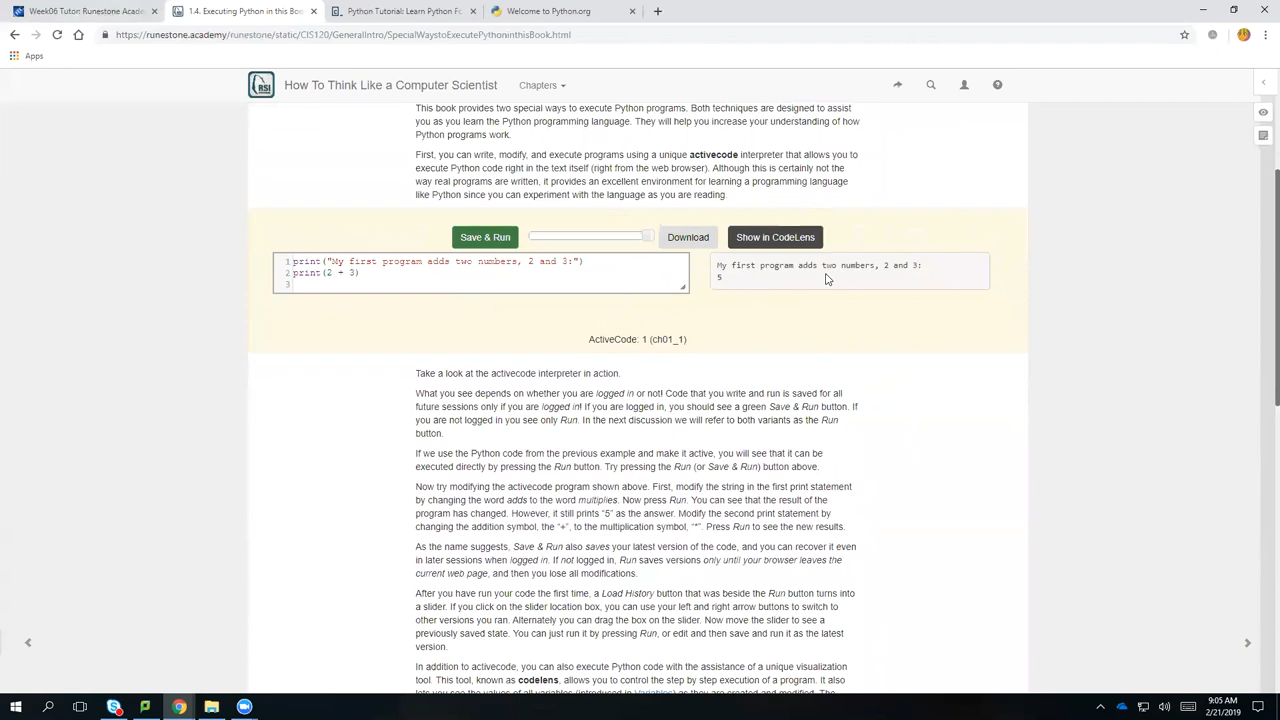 Week06 Tutor: Runestone Acade
1.4. Executing Python in this Boo
Python Tutorial: Learn Python Fo
Welcome to Python.org
https://runestone.academy/runestone/static/CIS120/GeneralIntro/SpecialWaystoExecutePythoninthisBook.html
Apps
RSI
How To Think Like a Computer Scientist
Chapters
This book provides two special ways to execute Python programs. Both techniques are designed to assist
you as you learn the Python programming language. They will help you increase your understanding of how
Python programs work.
First, you can write, modify, and execute programs using a unique activecode interpreter that allows you to
execute Python code right in the text itself (right from the web browser). Although this is certainly not the
way real programs are written, it provides an excellent environment for learning a programming language
like Python since you can experiment with the language as you are reading.
Save & Run
Download
Show in CodeLens
1 print("My first program adds two numbers, 2 and 3:")
2 print(2 + 3)
3
My first program adds two numbers, 2 and 3:
5
ActiveCode: 1 (ch01_1)
Take a look at the activecode interpreter in action.
What you see depends on whether you are logged in or not! Code that you write and run is saved for all
future sessions only if you are logged in! If you are logged in, you should see a green Save & Run button. If
you are not logged in you see only Run. In the next discussion we will refer to both variants as the Run
button.
If we use the Python code from the previous example and make it active, you will see that it can be
executed directly by pressing the Run button. Try pressing the Run (or Save & Run) button above.
Now try modifying the activecode program shown above. First, modify the string in the first print statement
by changing the word adds to the word multiplies. Now press Run. You can see that the result of the
program has changed. However, it still prints “5” as the answer. Modify the second print statement by
changing the addition symbol, the “+”, to the multiplication symbol, “*”. Press Run to see the new results.
As the name suggests, Save & Run also saves your latest version of the code, and you can recover it even
in later sessions when logged in. If not logged in, Run saves versions only until your browser leaves the
current web page, and then you lose all modifications.
After you have run your code the first time, a Load History button that was beside the Run button turns into
a slider. If you click on the slider location box, you can use your left and right arrow buttons to switch to
other versions you ran. Alternately you can drag the box on the slider. Now move the slider to see a
previously saved state. You can just run it by pressing Run, or edit and then save and run it as the latest
version.
In addition to activecode, you can also execute Python code with the assistance of a unique visualization
tool. This tool, known as codelens, allows you to control the step by step execution of a program. It also
lets you see the values of all variables (introduced in Variables) as they are created and modified. The
9:05 AM
2/21/2019